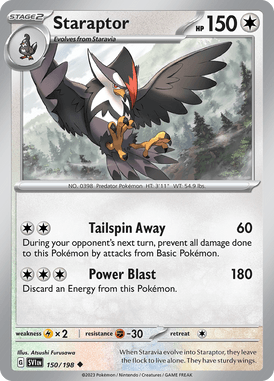 STAGE2 Staraptor HP 150
Evolves from Staravia
NO. 0398 Predator Pokémon HT: 3'11" WT: 54.9 lbs.
Tailspin Away 60
During your opponent's next turn, prevent all damage done
to this Pokémon by attacks from Basic Pokémon.
Power Blast 180
Discard an Energy from this Pokémon.
weakness x2 resistance -30 retreat
Illus. Atsushi Furusawa
G SVI EN 150/198
When Staravia evolve into Staraptor, they leave
the flock to live alone. They have sturdy wings.
©2023 Pokémon / Nintendo / Creatures / GAME FREAK